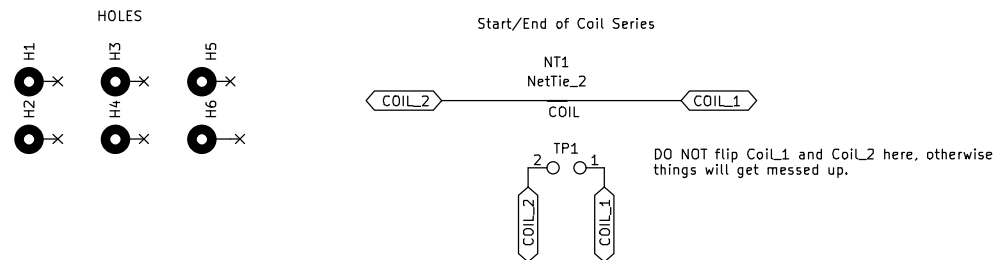 HOLES
H1
H3
H5
H2
H4
H6
Start/End of Coil Series
NT1
NetTie_2
COIL_2
COIL_1
COIL
TP1
2
1
COIL_2
COIL_1
DO NOT flip Coil_1 and Coil_2 here, otherwise
things will get messed up.